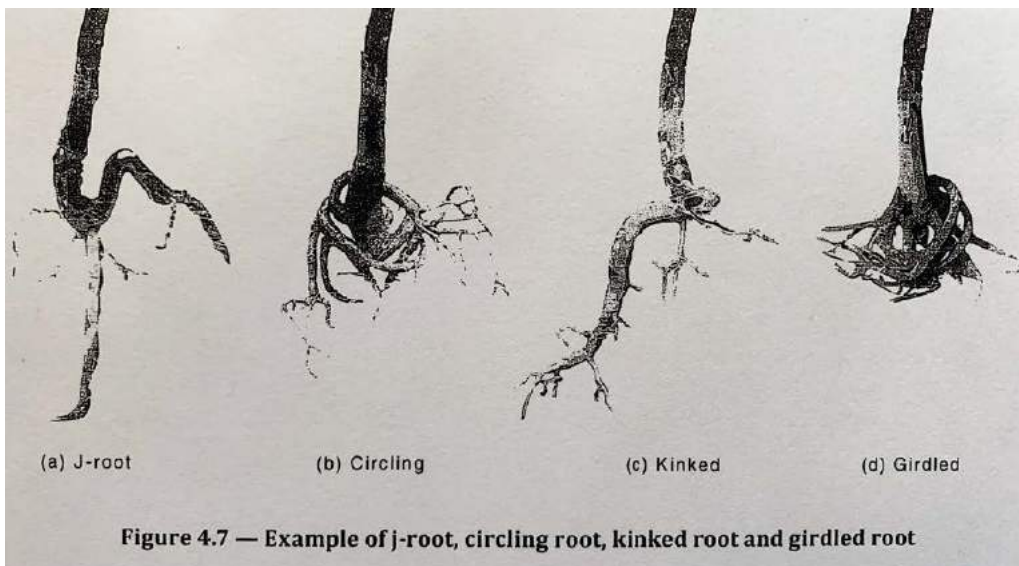 (a) J-root (b) Circling (c) Kinked (d) Girdled
Figure 4.7 — Example of j-root, circling root, kinked root and girdled root